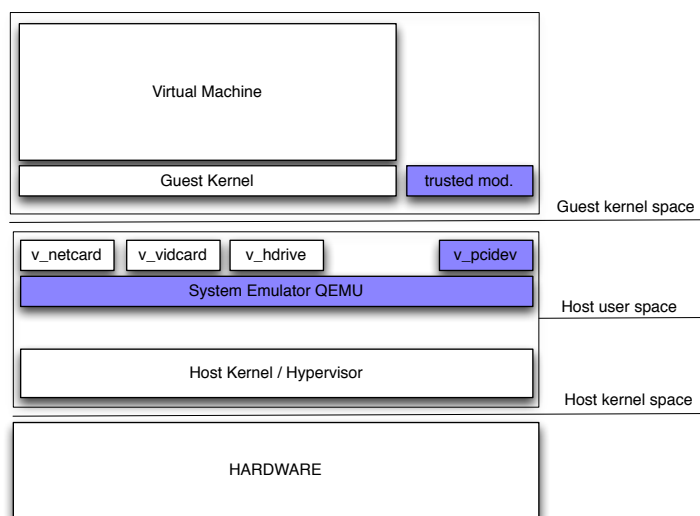 Virtual Machine
Guest Kernel
trusted mod.
Guest kernel space
v_netcard
v_vidcard
v_hdrive
v_pcidev
System Emulator QEMU
Host user space
Host Kernel / Hypervisor
Host kernel space
HARDWARE